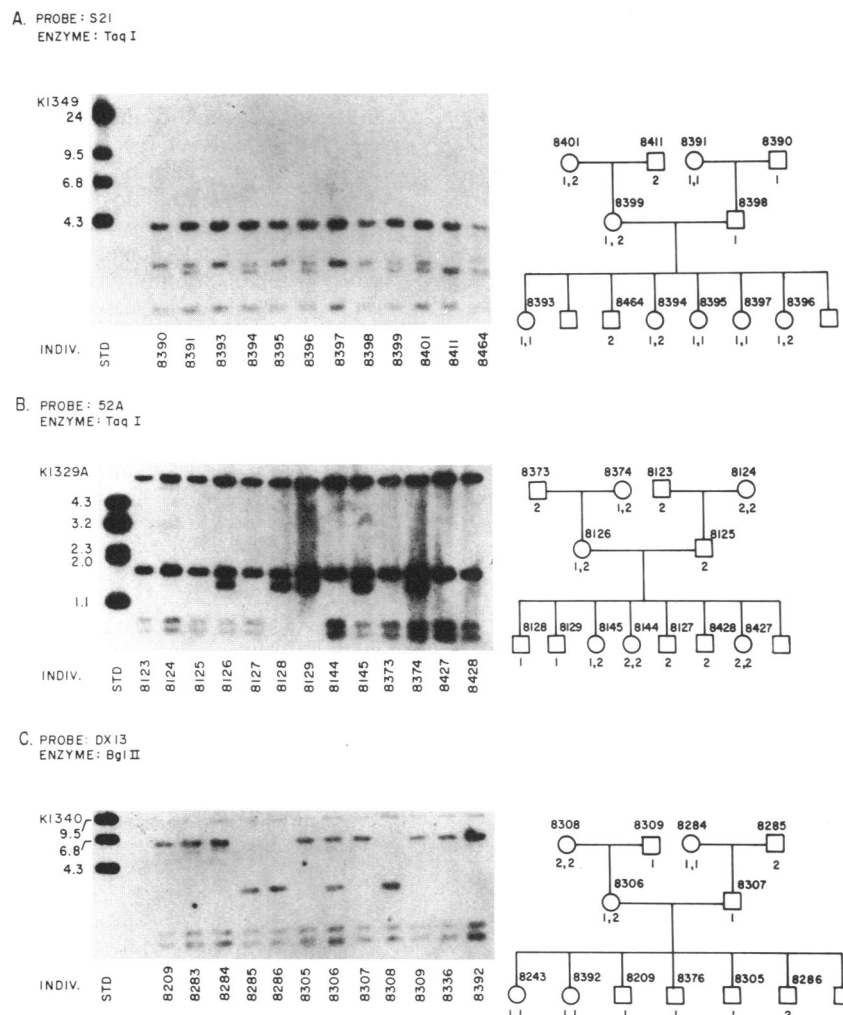 A. PROBE: S21
ENZYME: Taq I
K1349
24
9.5
6.8
4.3
INDIV.
STD
8390
8391
8393
8394
8395
8396
8397
8398
8399
8401
8411
8464
8401 8411 8391 8390
1,2 2 1,1 1
8399 8398
1,2 1
8393 8464 8394 8395 8397 8396
1,1 2 1,2 1,1 1,1 1,2
B. PROBE: 52A
ENZYME: Taq I
K1329A
4.3
3.2
2.3
2.0
1.1
INDIV.
STD
8123
8124
8125
8126
8127
8128
8129
8144
8145
8373
8374
8427
8428
8373 8374 8123 8124
2 1,2 2 2,2
8126 8125
1,2 2
8128 8129 8145 8144 8127 8428 8427
1 1 1,2 2,2 2 2 2,2
C. PROBE: DX13
ENZYME: Bgl II
K1340
9.5
6.8
4.3
INDIV.
STD
8209
8283
8284
8285
8286
8305
8306
8307
8308
8309
8336
8392
8308 8309 8284 8285
2,2 1 1,1 2
8306 8307
1,2 1
8243 8392 8209 8376 8305 8286
1,1 1,1 1 1 1 2